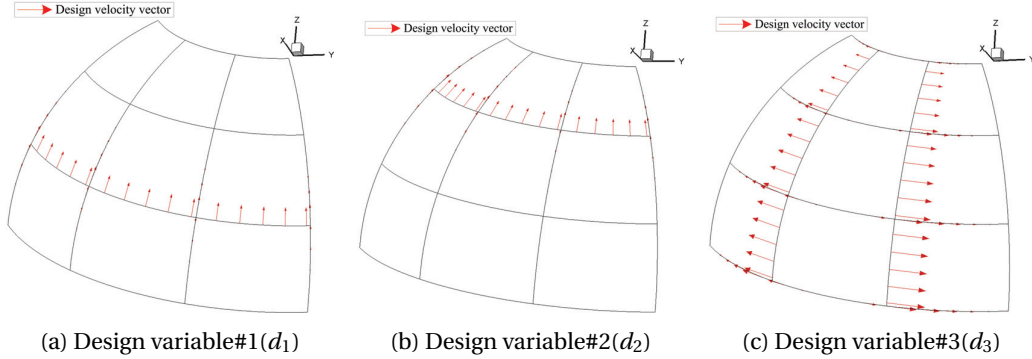 Design velocity vector
Z
X
Y
Design velocity vector
Z
X
Y
Design velocity vector
Z
X
Y
(a) Design variable#1(d₁)
(b) Design variable#2(d₂)
(c) Design variable#3(d₃)